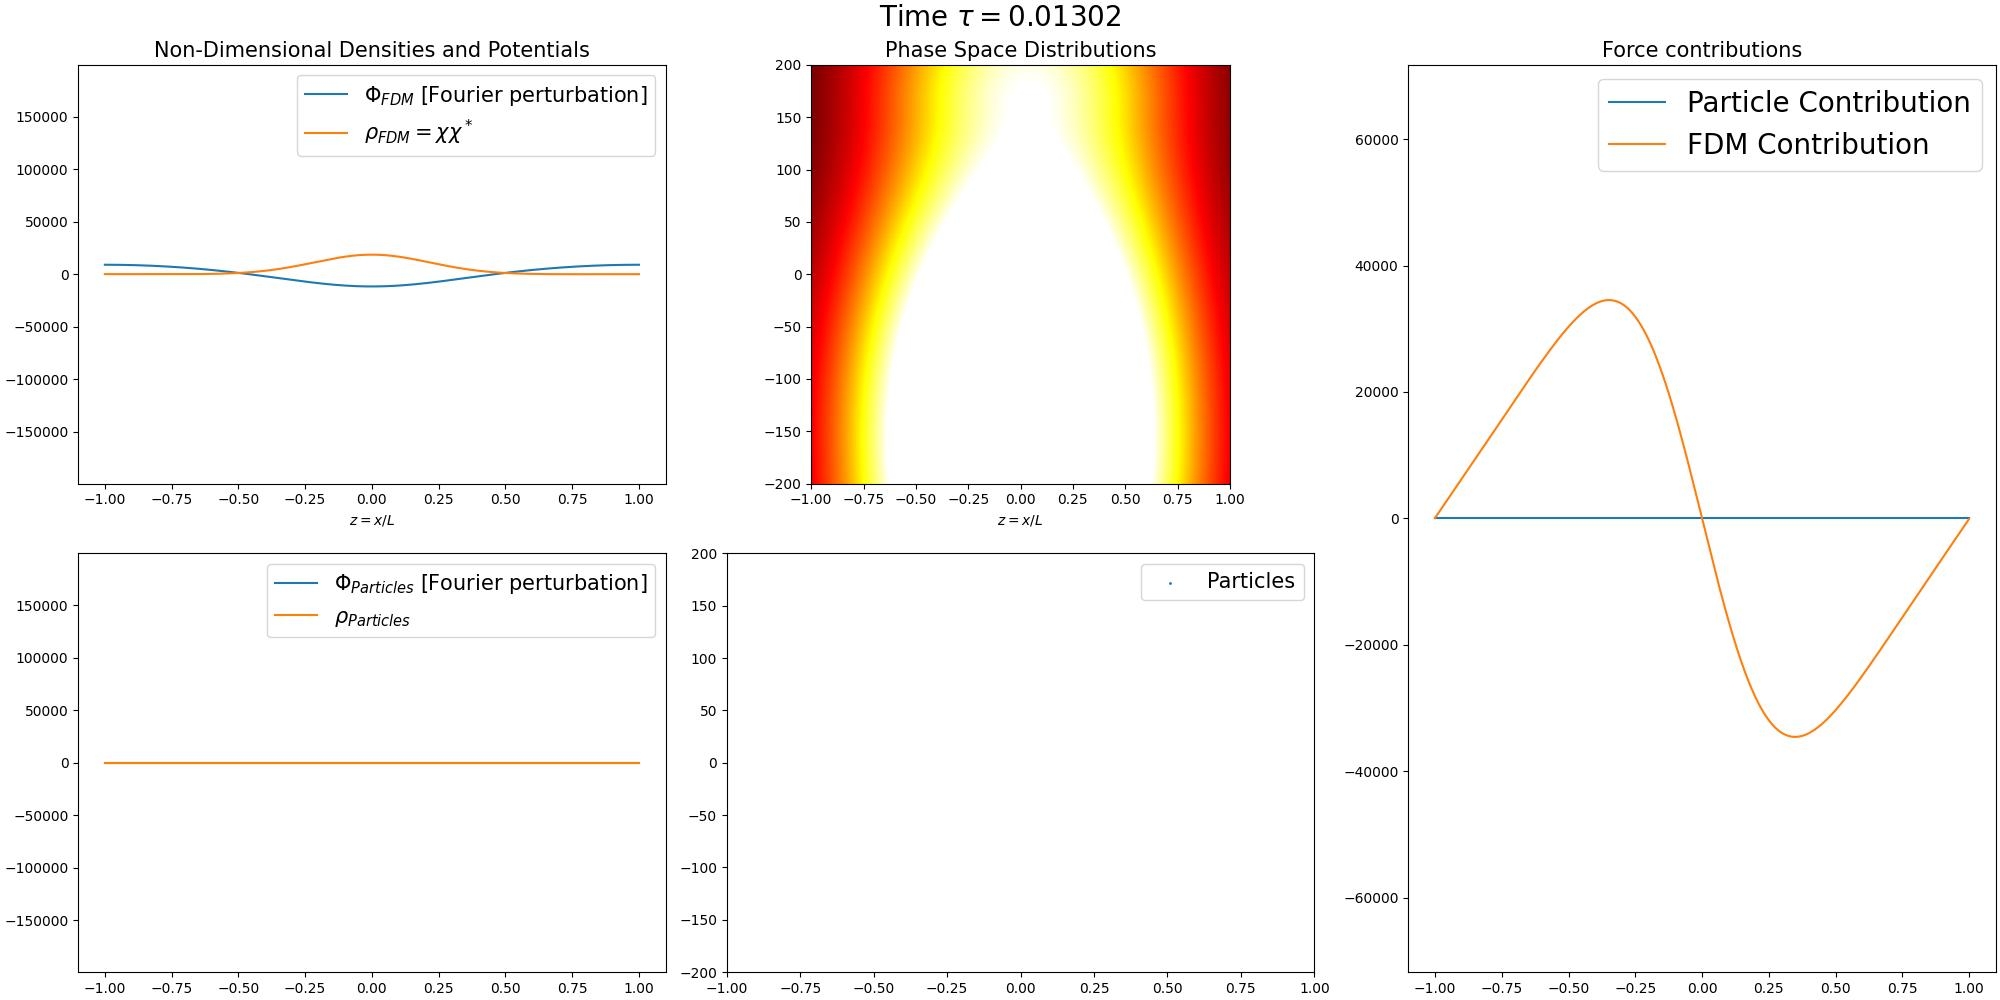 Time τ = 0.01302
Non-Dimensional Densities and Potentials
Φ_FDM [Fourier perturbation]
ρ_FDM = χχ*
150000
100000
50000
0
−50000
−100000
−150000
−1.00 −0.75 −0.50 −0.25 0.00 0.25 0.50 0.75 1.00
z = x/L
Phase Space Distributions
200
150
100
50
0
−50
−100
−150
−200
−1.00 −0.75 −0.50 −0.25 0.00 0.25 0.50 0.75 1.00
z = x/L
Force contributions
Particle Contribution
FDM Contribution
60000
40000
20000
0
−20000
−40000
−60000
−1.00 −0.75 −0.50 −0.25 0.00 0.25 0.50 0.75 1.00
Φ_Particles [Fourier perturbation]
ρ_Particles
150000
100000
50000
0
−50000
−100000
−150000
−1.00 −0.75 −0.50 −0.25 0.00 0.25 0.50 0.75 1.00
Particles
200
150
100
50
0
−50
−100
−150
−200
−1.00 −0.75 −0.50 −0.25 0.00 0.25 0.50 0.75 1.00